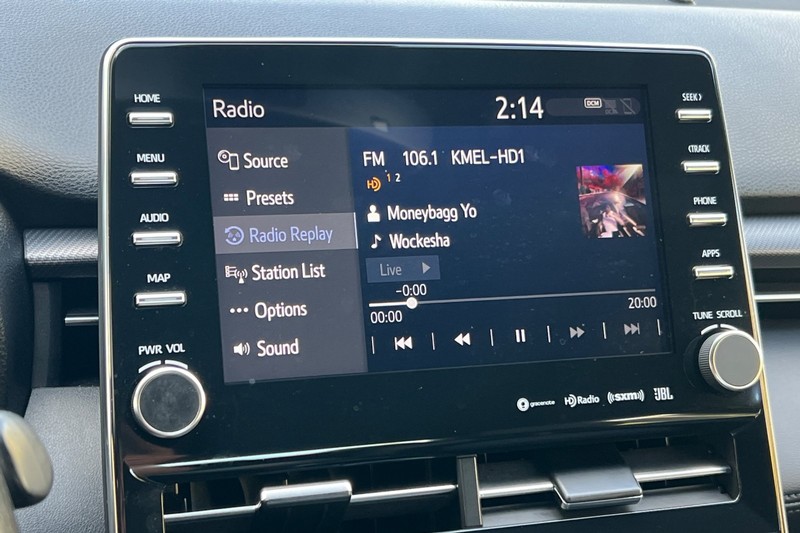 HOME
MENU
AUDIO
MAP
PWR VOL
Radio
2:14
DCM
Source
Presets
Radio Replay
Station List
Options
Sound
FM 106.1 KMEL-HD1
HD 1 2
Moneybagg Yo
Wockesha
Live
-0:00
00:00 20:00
SEEK >
< TRACK
PHONE
APPS
TUNE SCROLL
gracenote HD Radio ((SXM)) JBL